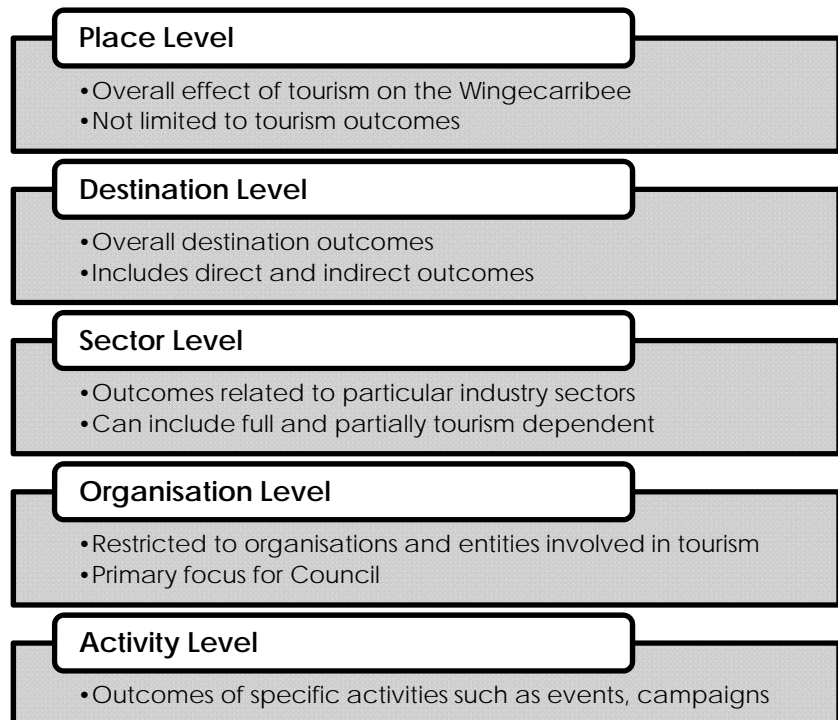 Place Level
•Overall effect of tourism on the Wingecarribee
•Not limited to tourism outcomes
Destination Level
•Overall destination outcomes
•Includes direct and indirect outcomes
Sector Level
•Outcomes related to particular industry sectors
•Can include full and partially tourism dependent
Organisation Level
•Restricted to organisations and entities involved in tourism
•Primary focus for Council
Activity Level
•Outcomes of specific activities such as events, campaigns